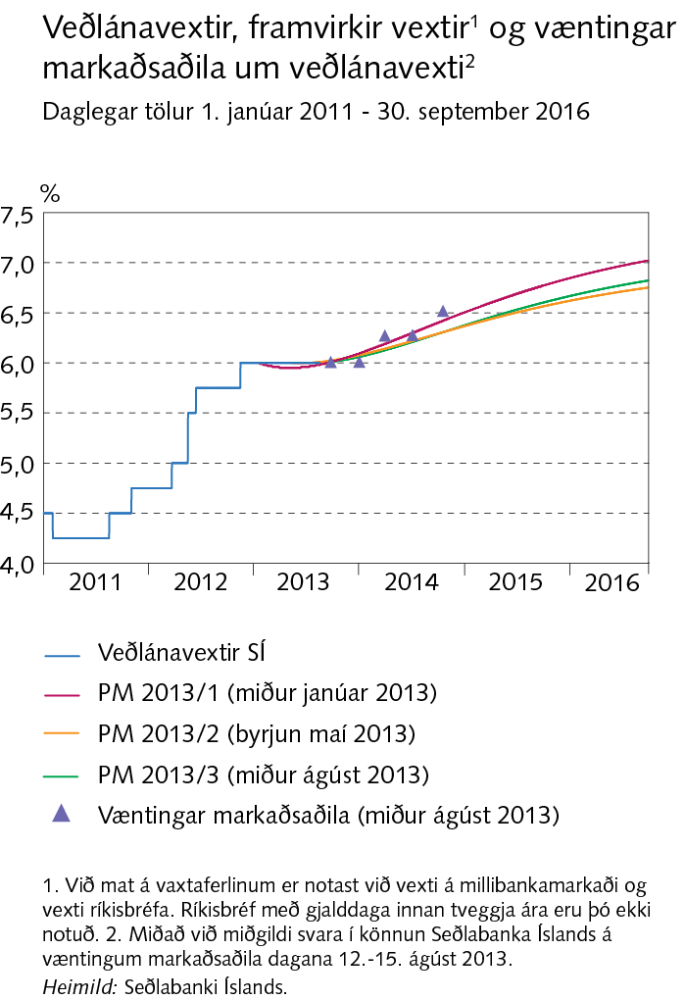 Veðlánavextir, framvirkir vextir¹ og væntingar
markaðsaðila um veðlánavexti²
Daglegar tölur 1. janúar 2011 - 30. september 2016
%
7,5
7,0
6,5
6,0
5,5
5,0
4,5
4,0
2011 2012 2013 2014 2015 2016
Veðlánavextir SÍ
PM 2013/1 (miður janúar 2013)
PM 2013/2 (byrjun maí 2013)
PM 2013/3 (miður ágúst 2013)
Væntingar markaðsaðila (miður ágúst 2013)
1. Við mat á vaxtaferlinum er notast við vexti á millibankamarkaði og
vexti ríkisbréfa. Ríkisbréf með gjalddaga innan tveggja ára eru þó ekki
notuð. 2. Miðað við miðgildi svara í könnun Seðlabanka Íslands á
væntingum markaðsaðila dagana 12.-15. ágúst 2013.
Heimild: Seðlabanki Íslands.